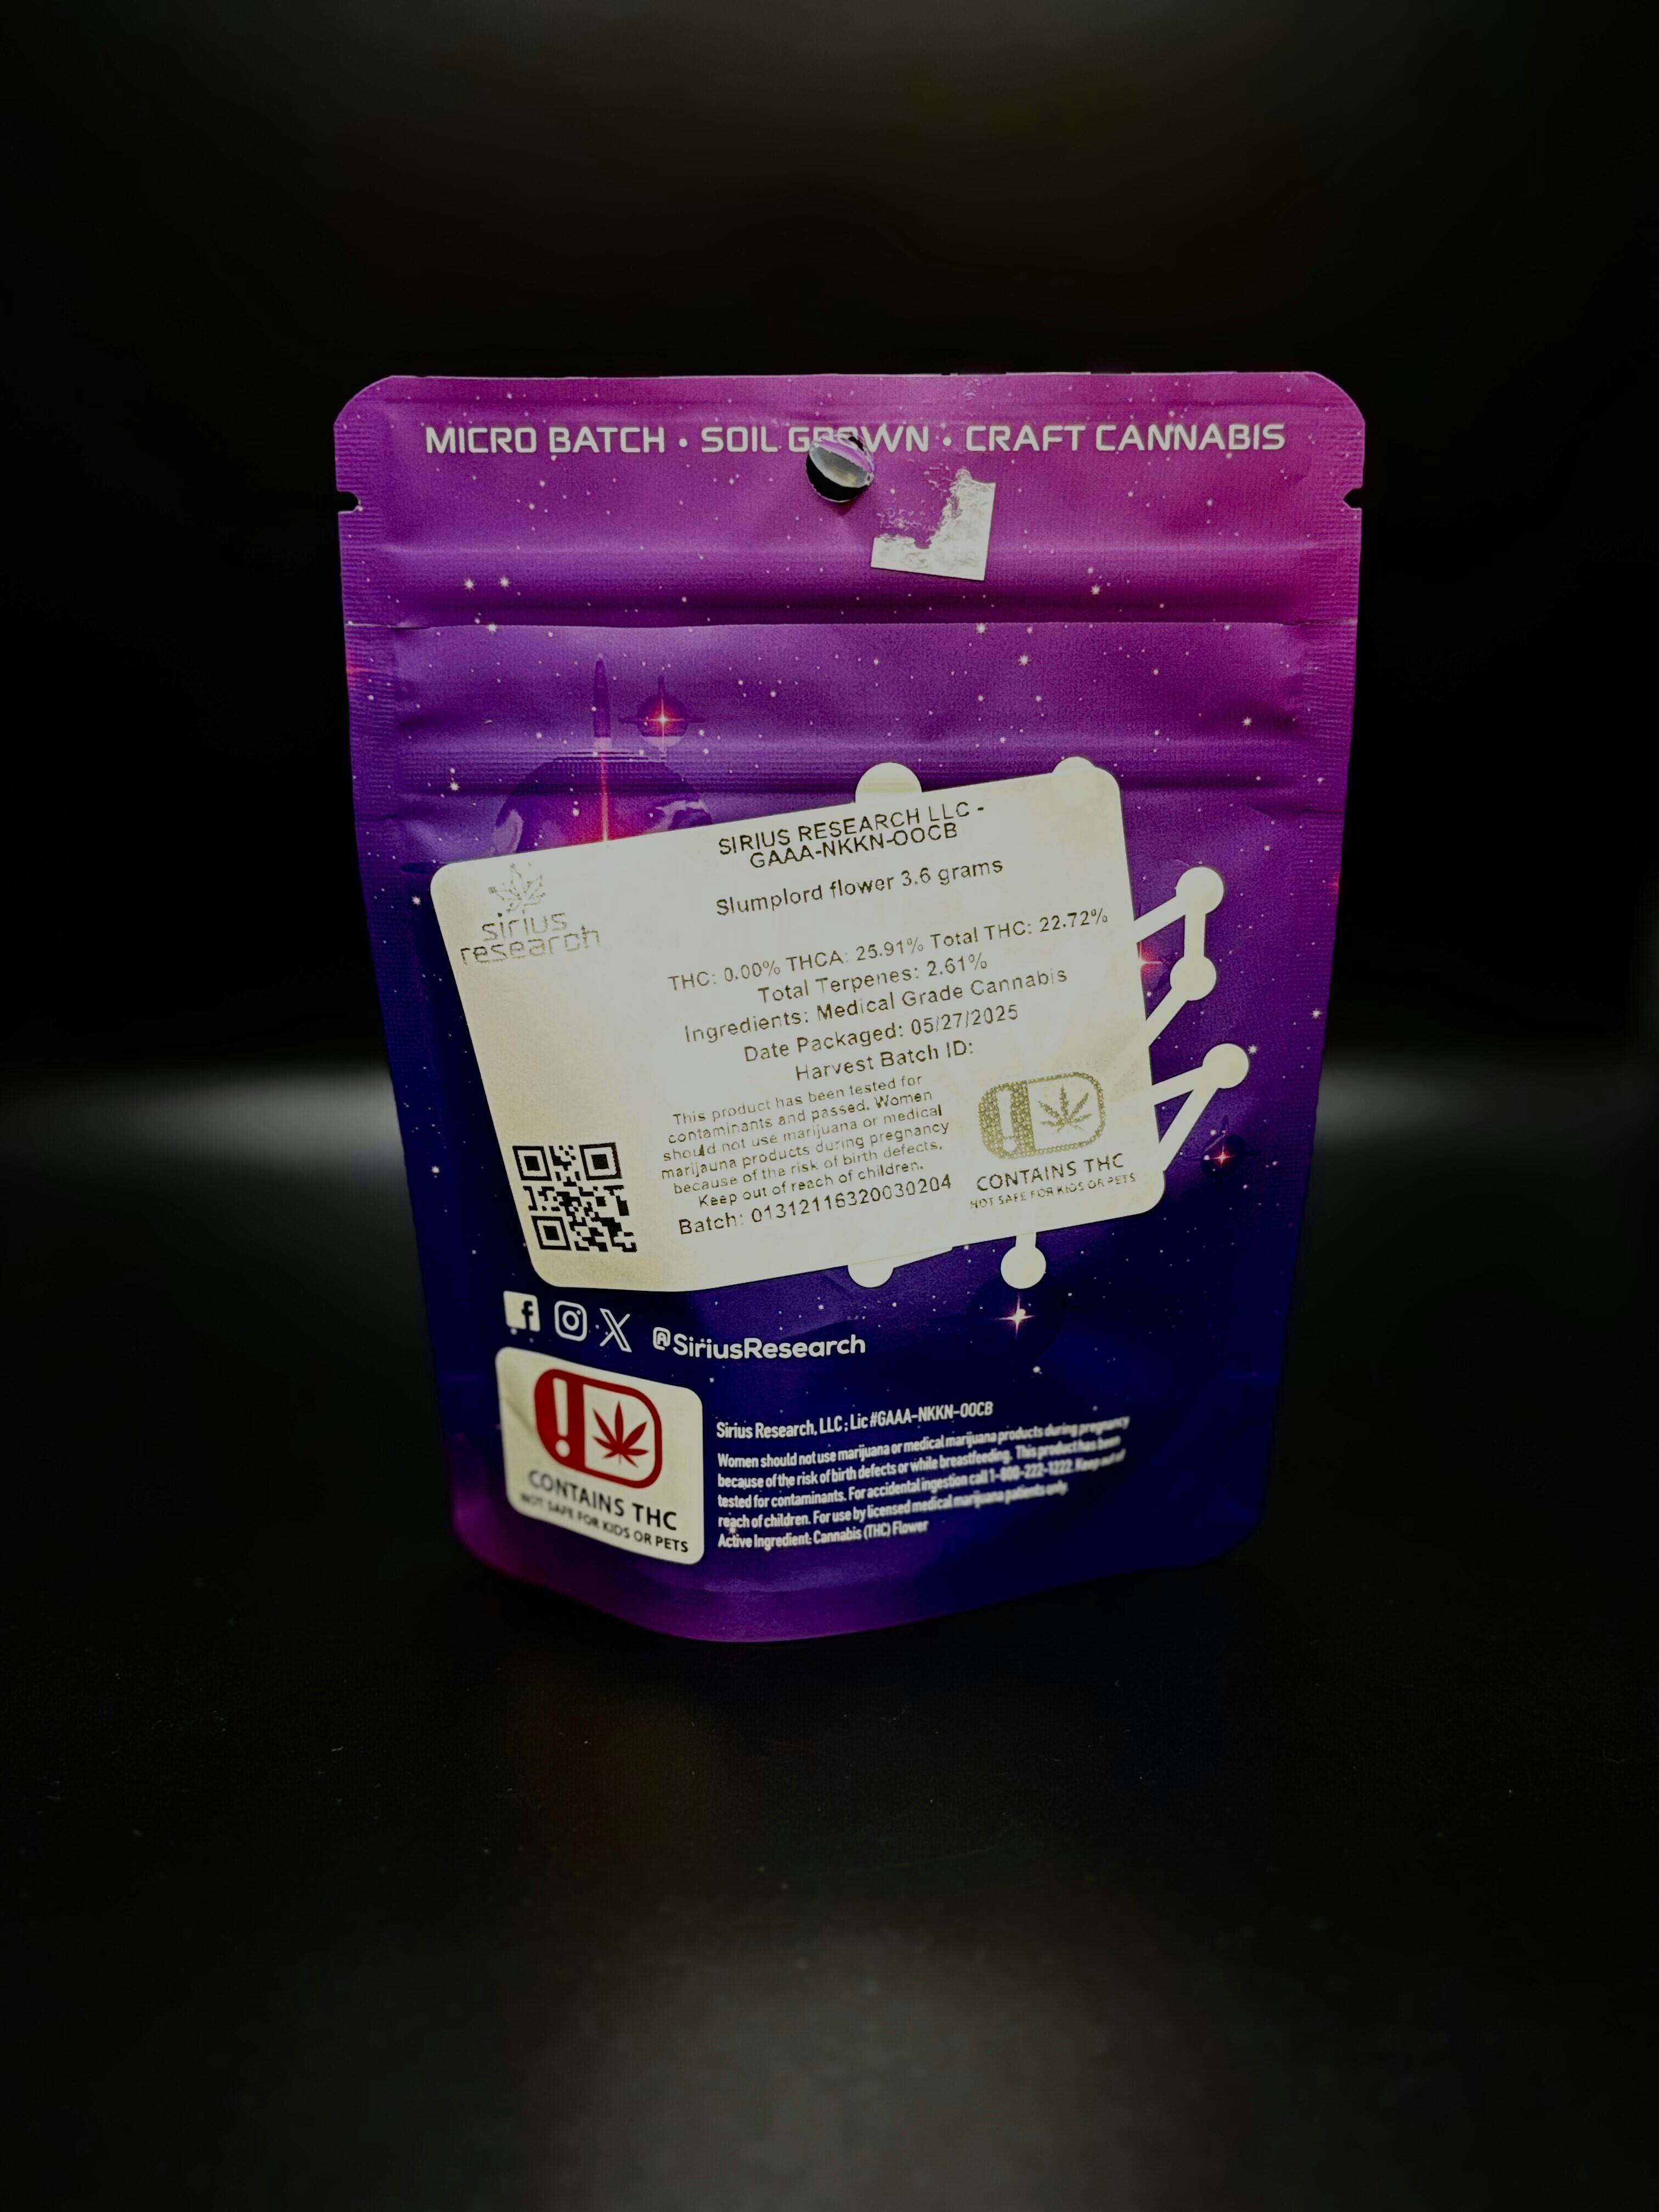 MICRO BATCH • SOIL GROWN • CRAFT CANNABIS
SIRIUS RESEARCH LLC -
GAAA-NKKN-OOCB
Slumplord flower 3.6 grams
sirius
research
THC: 0.00% THCA: 25.91% Total THC: 22.72%
Total Terpenes: 2.61%
Ingredients: Medical Grade Cannabis
Date Packaged: 05/27/2025
Harvest Batch ID:
This product has been tested for
contaminants and passed. Women
should not use marijuana or medical
marijauna products during pregnancy
because of the risk of birth defects.
Keep out of reach of children.
Batch: 01312116320030204
CONTAINS THC
NOT SAFE FOR KIDS OR PETS
@SiriusResearch
CONTAINS THC
NOT SAFE FOR KIDS OR PETS
Sirius Research, LLC; Lic #GAAA-NKKN-OOCB
Women should not use marijuana or medical marijuana products during pregnancy
because of the risk of birth defects or while breastfeeding. This product has been
tested for contaminants. For accidental ingestion call 1-800-222-1222. Keep out of
reach of children. For use by licensed medical marijuana patients only.
Active Ingredient: Cannabis (THC) Flower